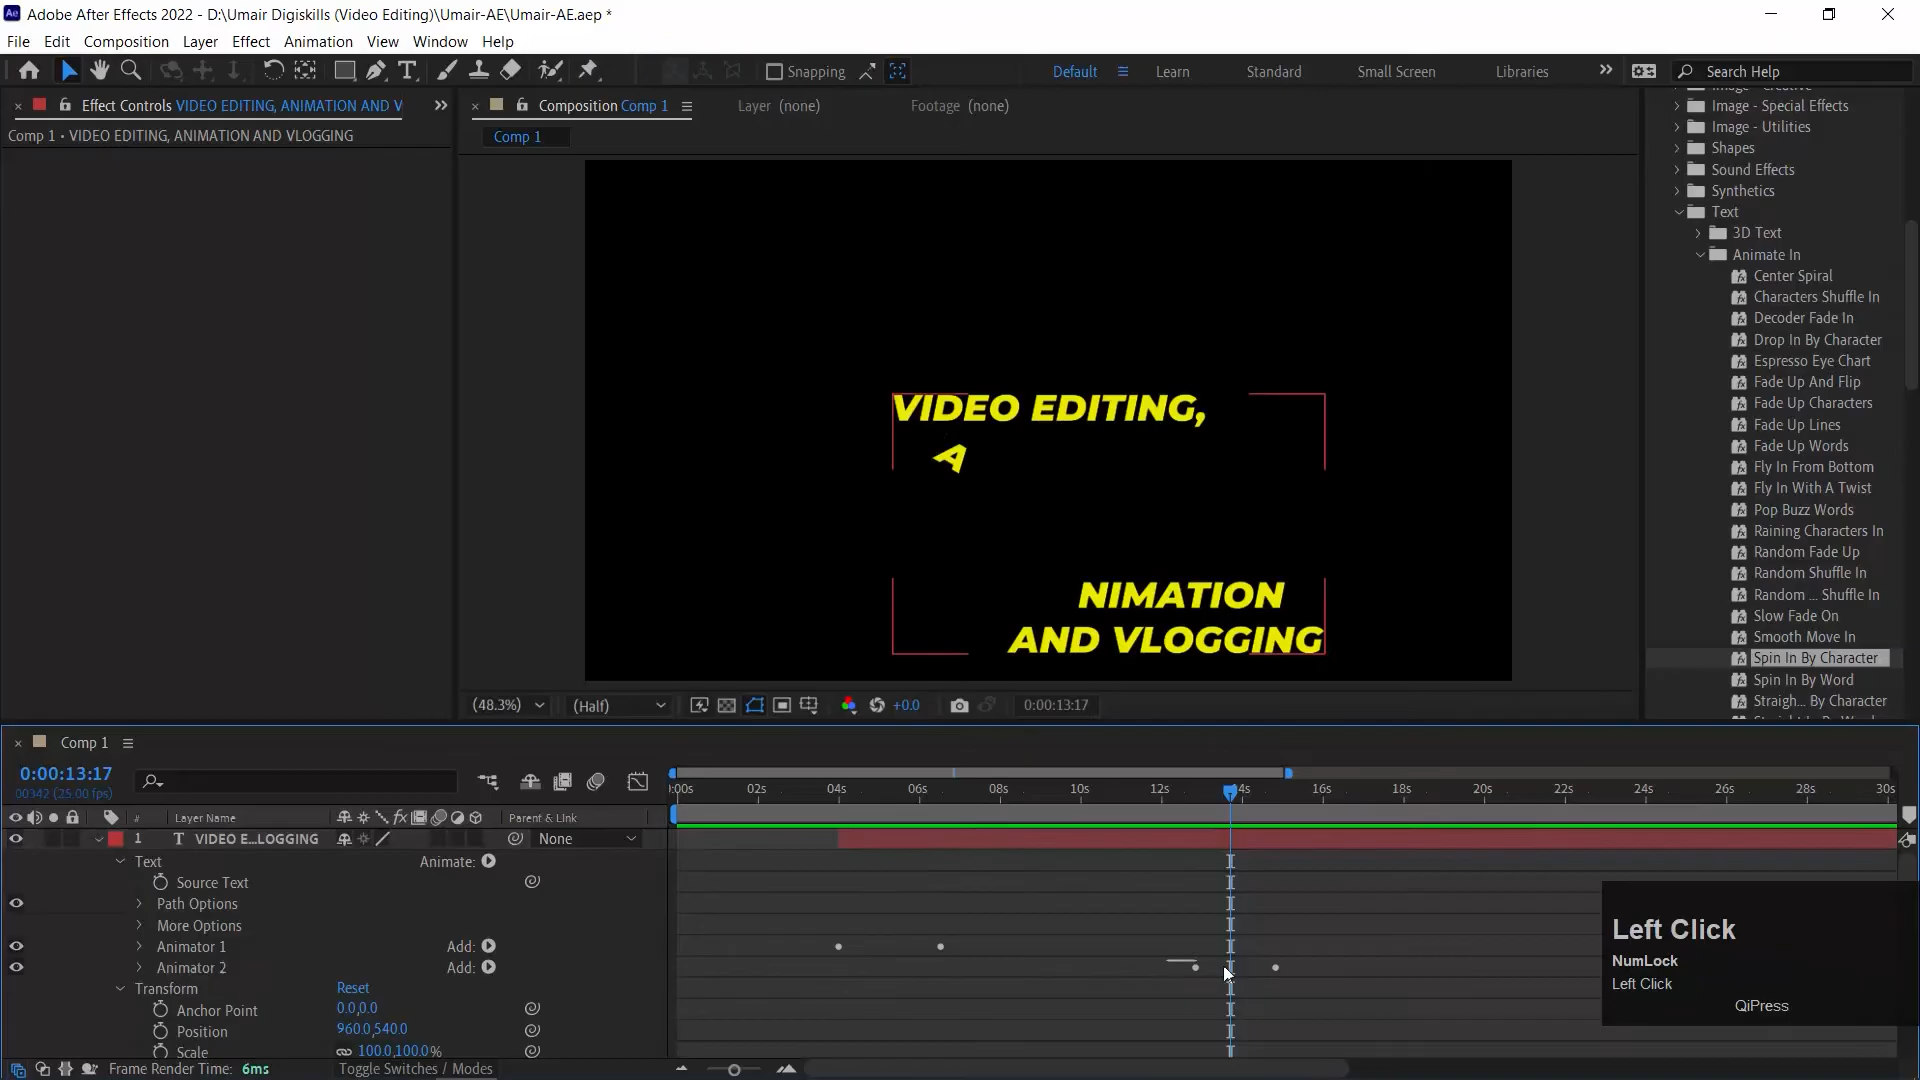 Adobe After Effects 2022 - D:\Umair Digiskills (Video Editing)\Umair-AE\Umair-AE.aep *
File Edit Composition Layer Effect Animation View Window Help
Snapping Default Learn Standard Small Screen Libraries Search Help
Effect Controls VIDEO EDITING, ANIMATION AND V
Composition Comp 1 Layer (none) Footage (none)
Comp 1 • VIDEO EDITING, ANIMATION AND VLOGGING
Comp 1
VIDEO EDITING,
A
NIMATION
AND VLOGGING
(48.3%) (Half) +0.0 0:00:13:17
Image - Creative
Image - Special Effects
Image - Utilities
Shapes
Sound Effects
Synthetics
Text
3D Text
Animate In
Center Spiral
Characters Shuffle In
Decoder Fade In
Drop In By Character
Espresso Eye Chart
Fade Up And Flip
Fade Up Characters
Fade Up Lines
Fade Up Words
Fly In From Bottom
Fly In With A Twist
Pop Buzz Words
Raining Characters In
Random Fade Up
Random Shuffle In
Random ... Shuffle In
Slow Fade On
Smooth Move In
Spin In By Character
Spin In By Word
Straigh... By Character
Comp 1
0:00:13:17
00342 (25.00 fps)
:00s 02s 04s 06s 08s 10s 12s 4s 16s 18s 20s 22s 24s 26s 28s 30s
# Layer Name Parent & Link
1 T VIDEO E...LOGGING None
Text Animate:
Source Text
Path Options
More Options
Animator 1 Add:
Animator 2 Add:
Transform Reset
Anchor Point 0.0,0.0
Position 960.0,540.0
Scale 100.0,100.0%
Frame Render Time: 6ms Toggle Switches / Modes
Left Click
NumLock
Left Click
QiPress